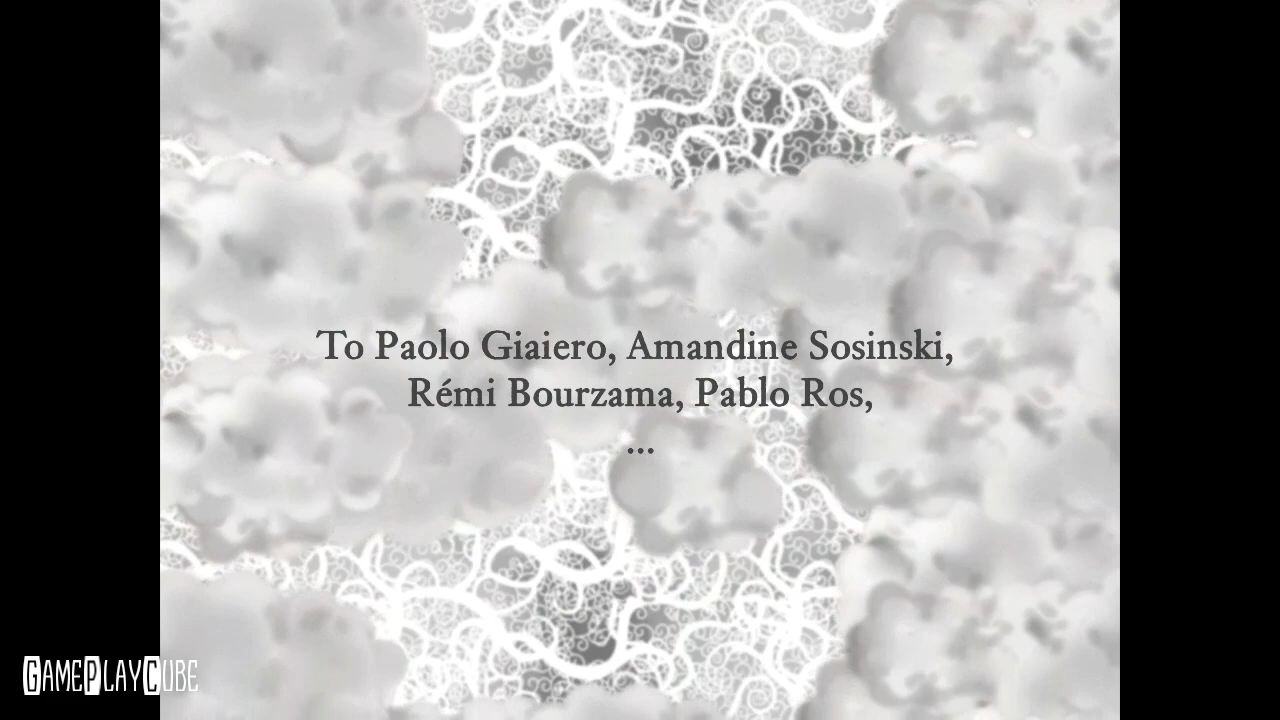 To Paolo Giaiero, Amandine Sosinski,
Rémi Bourzama, Pablo Ros,
...
GAMEPLAYCUBE